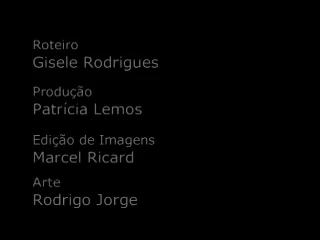 Roteiro
Gisele Rodrigues
Produção
Patrícia Lemos
Edição de Imagens
Marcel Ricard
Arte
Rodrigo Jorge